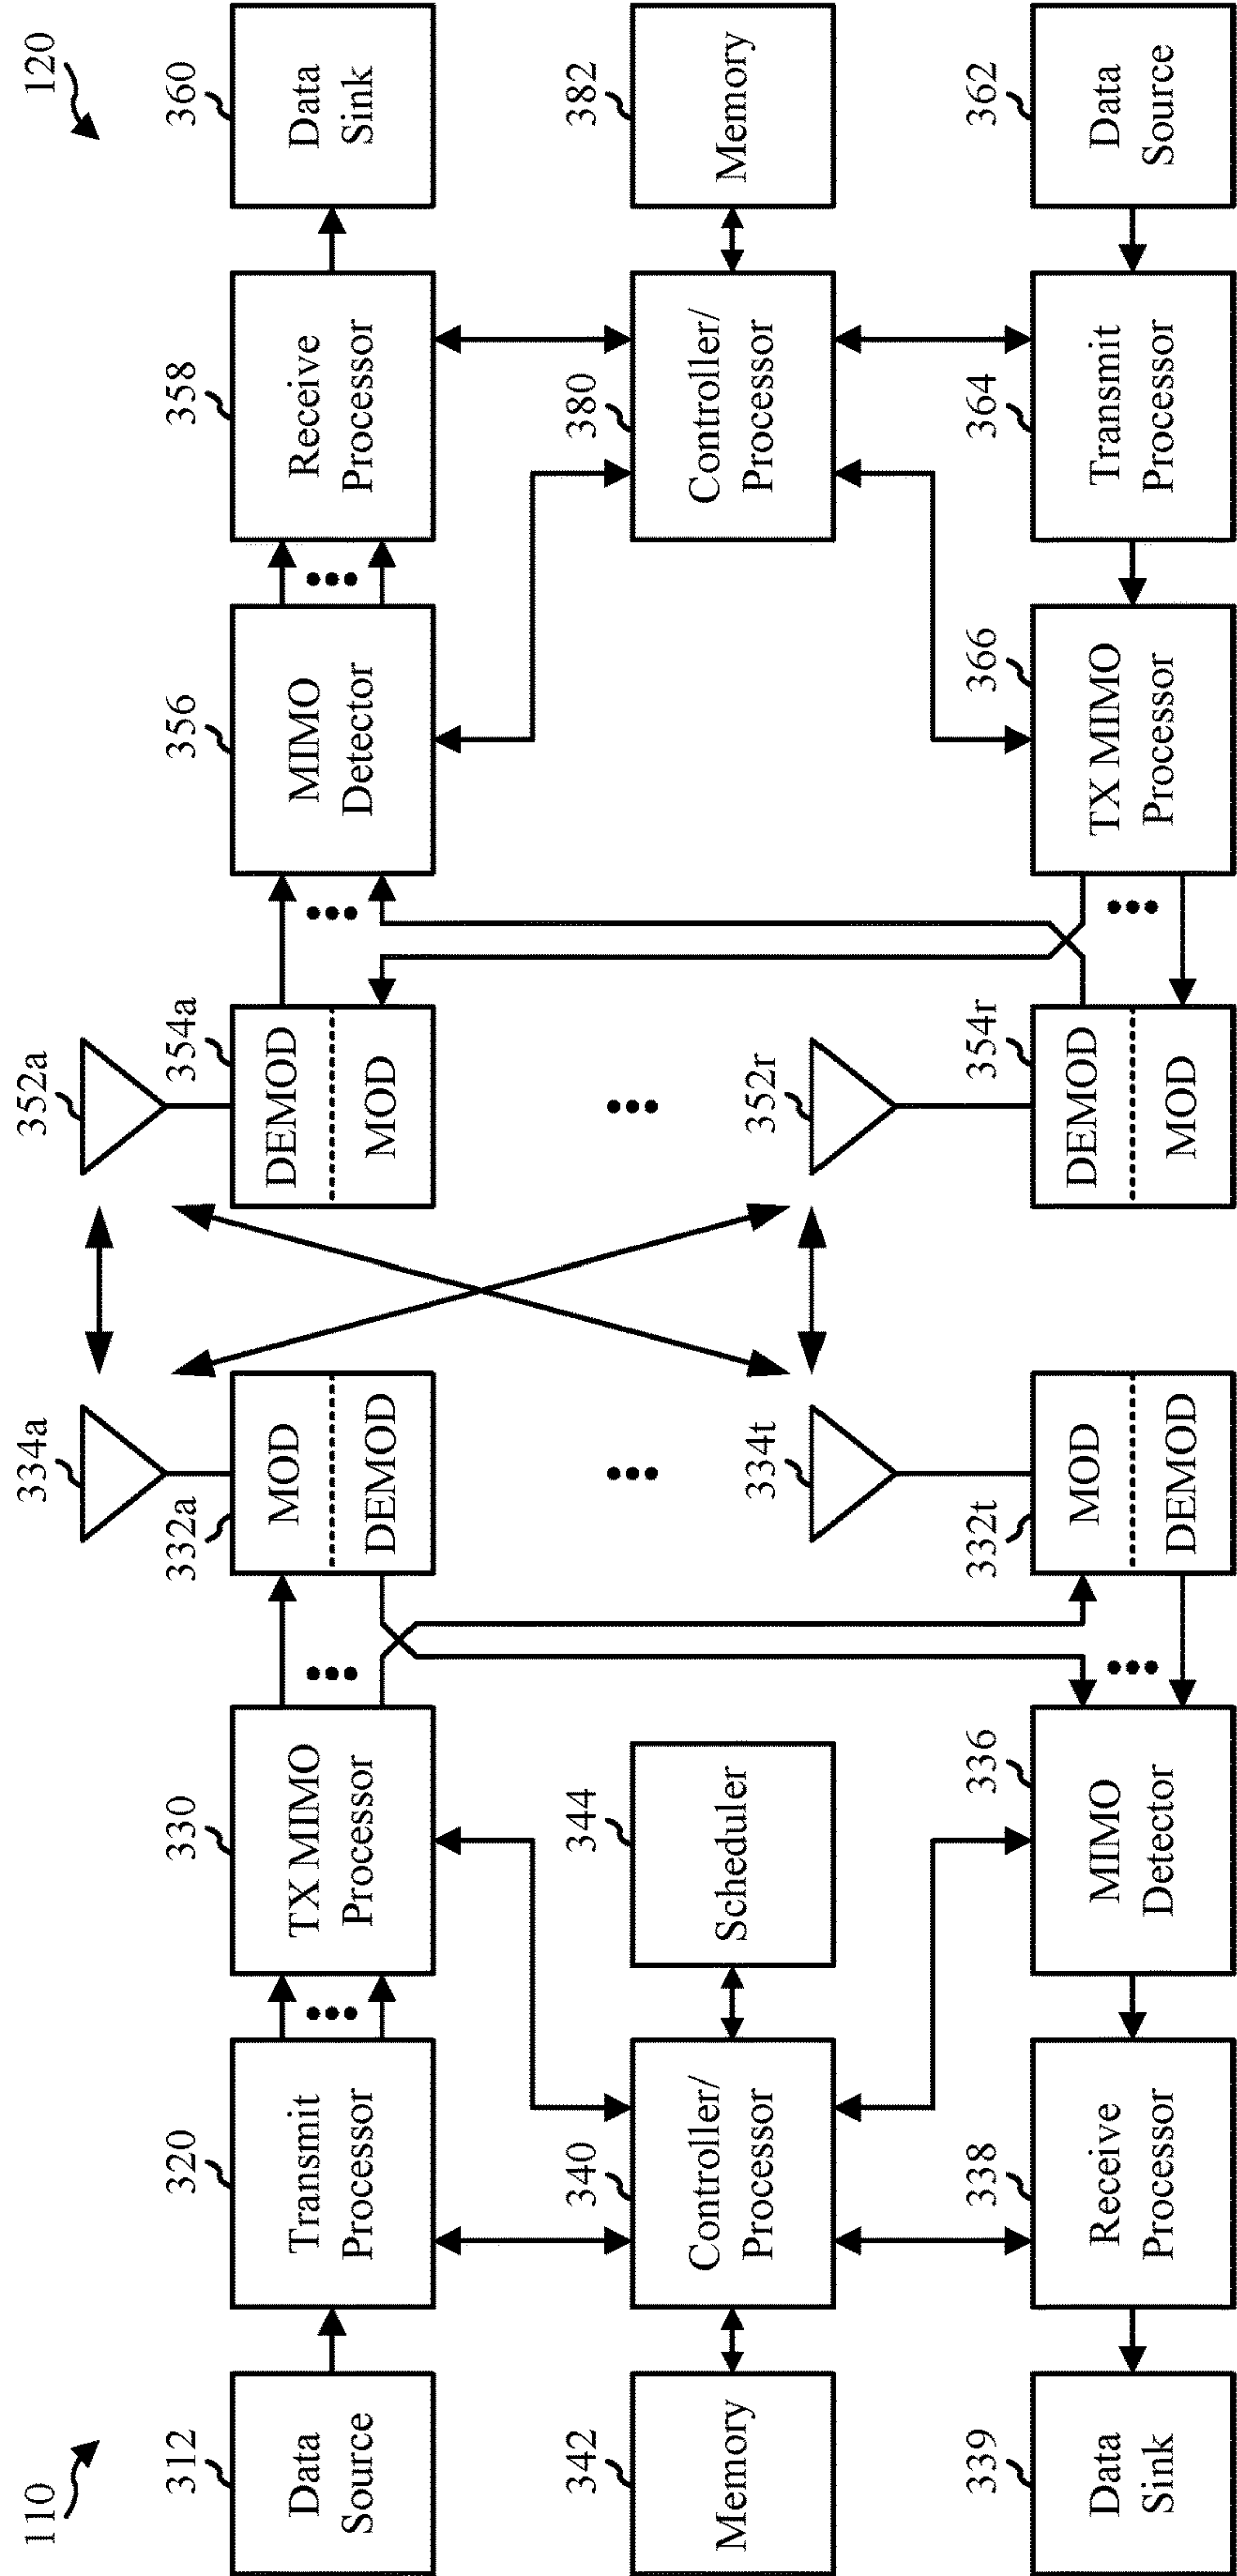 110
120
312
Data
Source
320
Transmit
Processor
330
TX MIMO
Processor
332a
MOD
DEMOD
334a
352a
354a
DEMOD
MOD
356
MIMO
Detector
358
Receive
Processor
360
Data
Sink
342
Memory
340
Controller/
Processor
344
Scheduler
380
Controller/
Processor
382
Memory
339
Data
Sink
338
Receive
Processor
336
MIMO
Detector
332t
MOD
DEMOD
334t
352r
354r
DEMOD
MOD
366
TX MIMO
Processor
364
Transmit
Processor
362
Data
Source